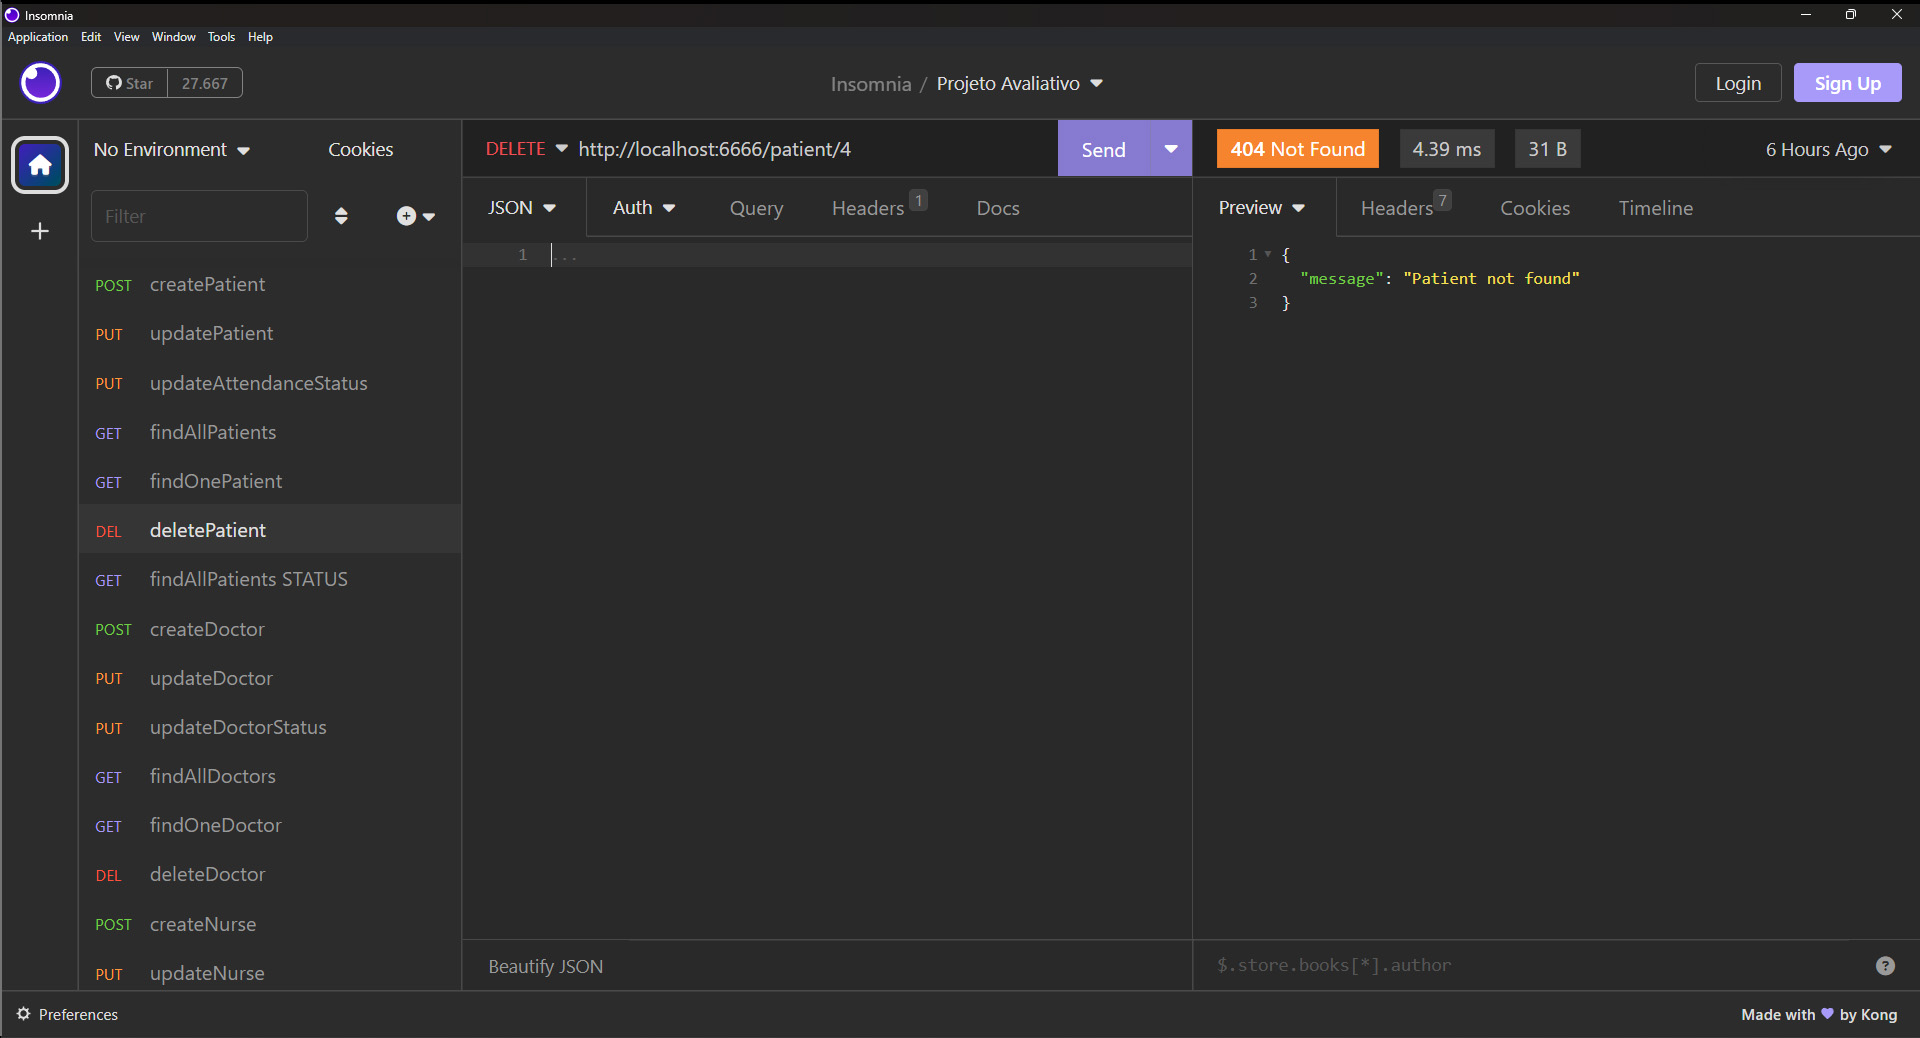 Insomnia
Application Edit View Window Tools Help
Star 27.667
Insomnia / Projeto Avaliativo
Login Sign Up
No Environment Cookies
DELETE http://localhost:6666/patient/4 Send
404 Not Found 4.39 ms 31 B 6 Hours Ago
Filter
JSON Auth Query Headers 1 Docs
Preview Headers 7 Cookies Timeline
1 ...
1 {
2 "message": "Patient not found"
3 }
POST createPatient
PUT updatePatient
PUT updateAttendanceStatus
GET findAllPatients
GET findOnePatient
DEL deletePatient
GET findAllPatients STATUS
POST createDoctor
PUT updateDoctor
PUT updateDoctorStatus
GET findAllDoctors
GET findOneDoctor
DEL deleteDoctor
POST createNurse
PUT updateNurse
Beautify JSON
$.store.books[*].author ?
Preferences
Made with 💜 by Kong